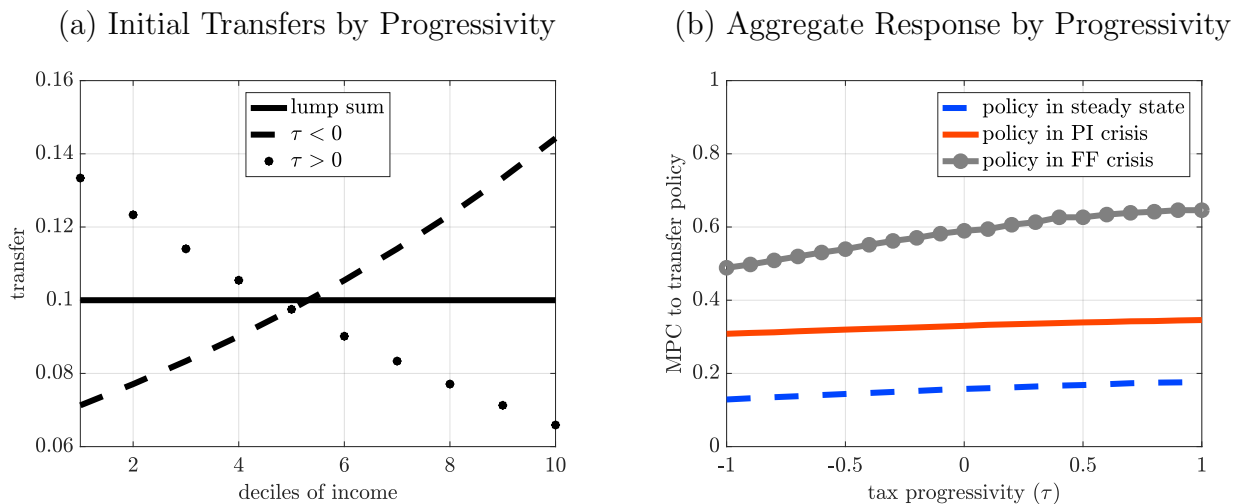 (a) Initial Transfers by Progressivity
0.16
0.14
0.12
0.1
0.08
0.06
transfer
lump sum
τ < 0
τ > 0
2
4
6
8
10
deciles of income
(b) Aggregate Response by Progressivity
1
0.8
0.6
0.4
0.2
0
MPC to transfer policy
policy in steady state
policy in PI crisis
policy in FF crisis
-1
-0.5
0
0.5
1
tax progressivity (τ)